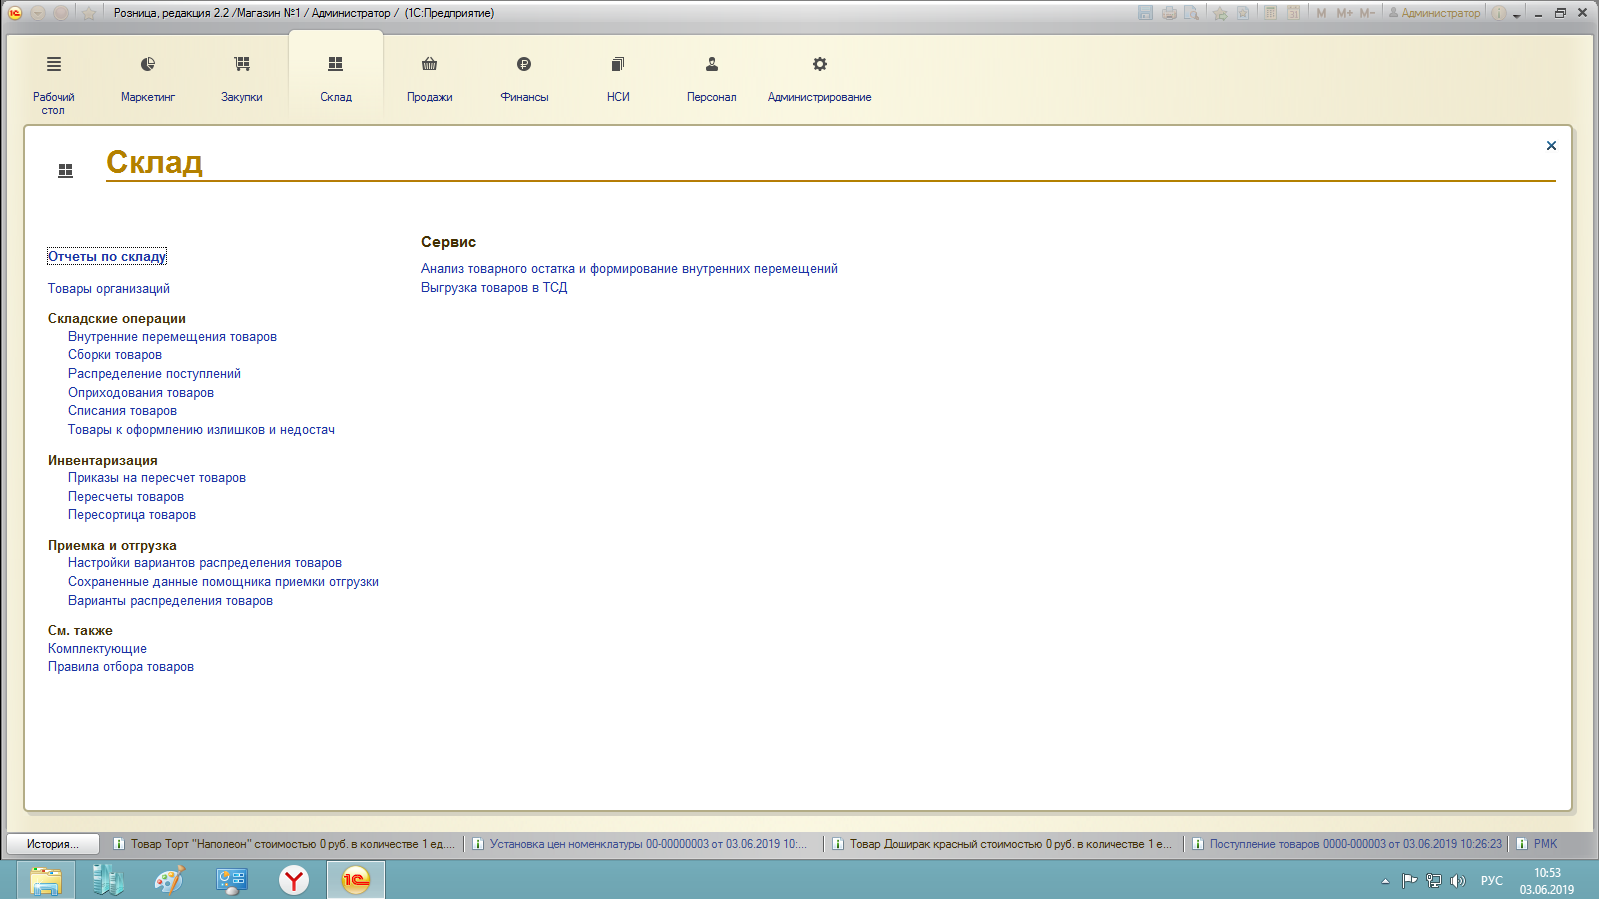 Розница, редакция 2.2 /Магазин №1 / Администратор / (1С:Предприятие)
M M+ M- Администратор
Рабочий стол
Маркетинг
Закупки
Склад
Продажи
Финансы
НСИ
Персонал
Администрирование
Склад
Отчеты по складу
Товары организаций
Складские операции
Внутренние перемещения товаров
Сборки товаров
Распределение поступлений
Оприходования товаров
Списания товаров
Товары к оформлению излишков и недостач
Инвентаризация
Приказы на пересчет товаров
Пересчеты товаров
Пересортица товаров
Приемка и отгрузка
Настройки вариантов распределения товаров
Сохраненные данные помощника приемки отгрузки
Варианты распределения товаров
См. также
Комплектующие
Правила отбора товаров
Сервис
Анализ товарного остатка и формирование внутренних перемещений
Выгрузка товаров в ТСД
История...
Товар Торт "Наполеон" стоимостью 0 руб. в количестве 1 ед....
Установка цен номенклатуры 00-00000003 от 03.06.2019 10:...
Товар Доширак красный стоимостью 0 руб. в количестве 1 е...
Поступление товаров 0000-000003 от 03.06.2019 10:26:23
РМК
РУС
10:53
03.06.2019